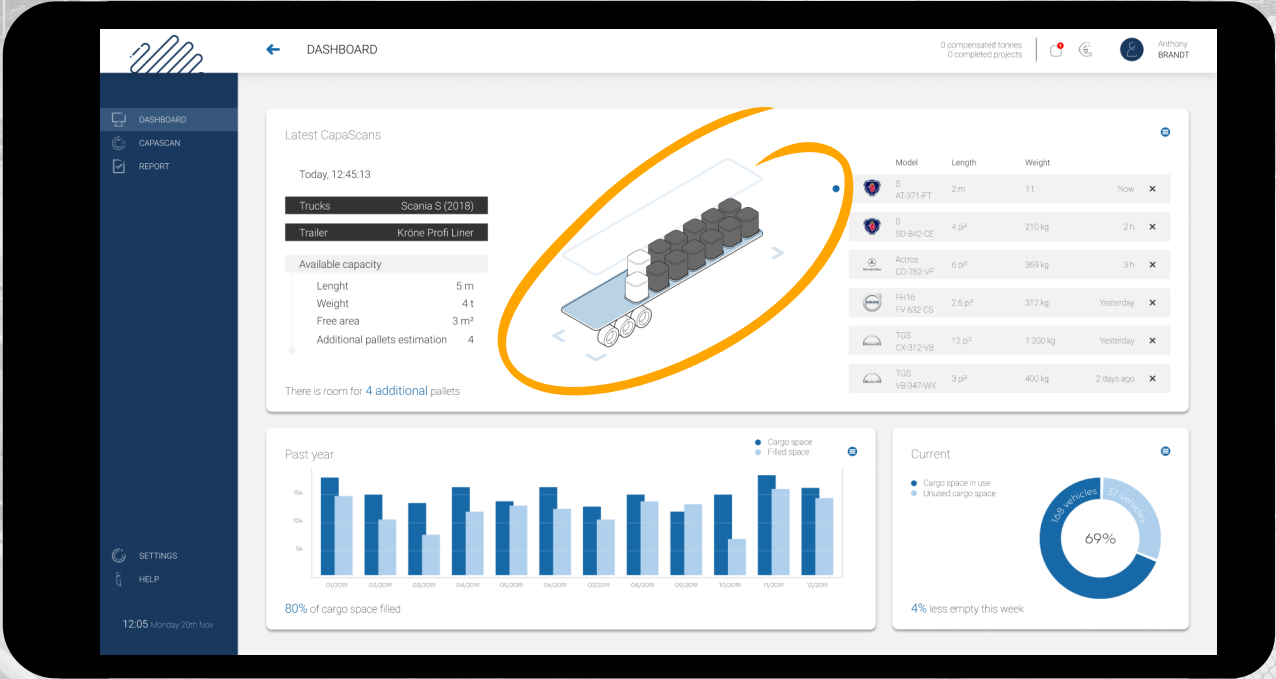 DASHBOARD
0 compensated tonnes
0 completed projects
1
Anthony
BRANDT
DASHBOARD
CAPASCAN
REPORT
SETTINGS
HELP
12:05 Monday 20th Nov
Latest CapaScans
Today, 12:45:13
Trucks Scania S (2018)
Trailer Kröne Profi Liner
Available capacity
Lenght 5 m
Weight 4 t
Free area 3 m²
Additional pallets estimation 4
There is room for 4 additional pallets
Model Length Weight
S
AT-371-FT 2 m 1 t Now ×
S
SD-842-CE 4 pi² 210 kg 2 h ×
Actros
CO-762-VF 6 pi² 369 kg 3 h ×
FH16
FV-632-CS 2.6 pi² 312 kg Yesterday ×
TGS
CX-312-VB 12 pi² 1 200 kg Yesterday ×
TGS
VB-347-WX 3 pi² 400 kg 2 days ago ×
Past year
Cargo space
Filled space
15k
10k
5k
01/2019 02/2019 03/2019 04/2019 05/2019 06/2019 07/2019 08/2019 09/2019 10/2019 11/2019 12/2019
80% of cargo space filled
Current
Cargo space in use
Unused cargo space
168 vehicles
37 vehicles
69%
4% less empty this week